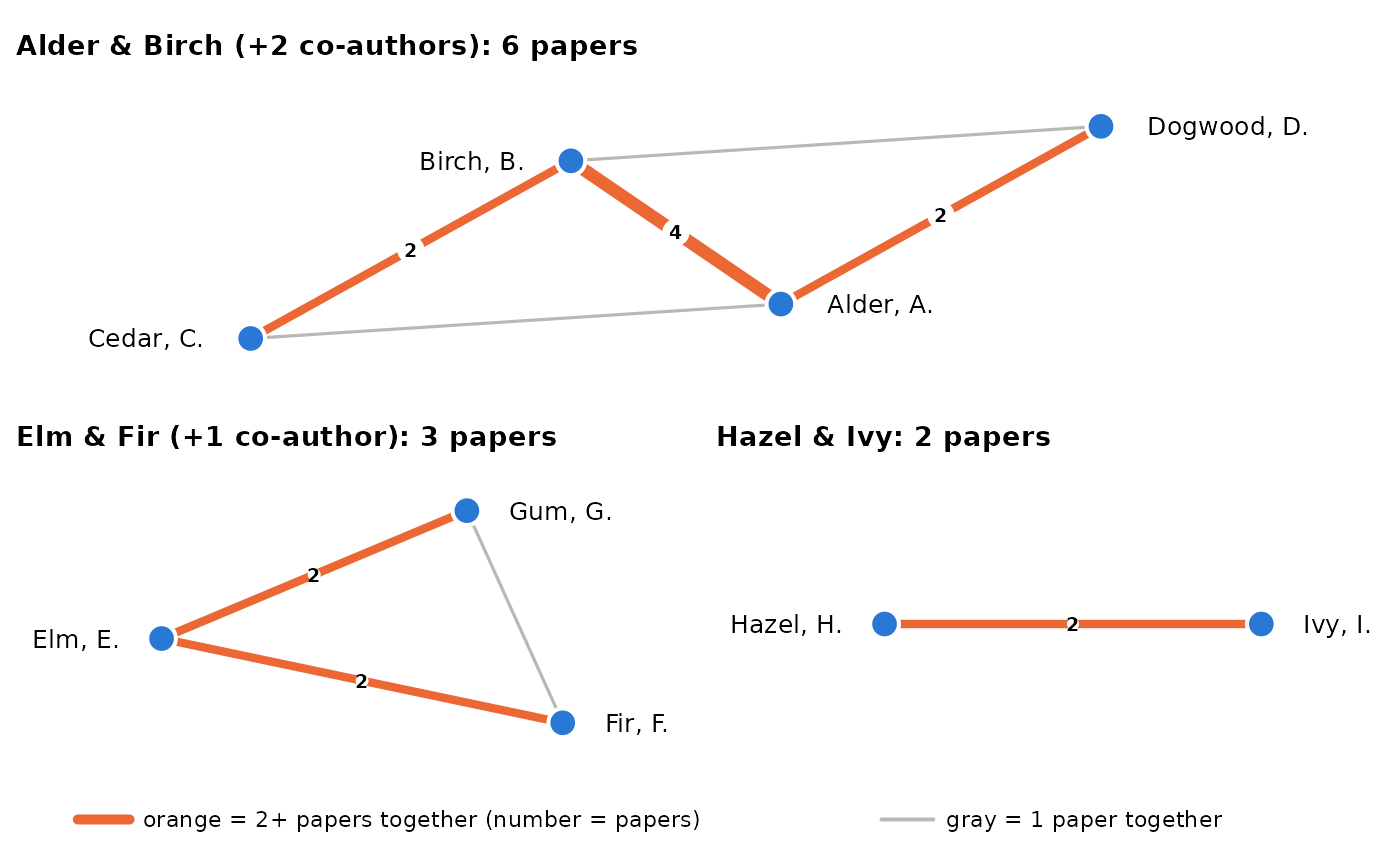 Alder & Birch (+2 co-authors): 6 papers
Dogwood, D.
Birch, B.
2
4
2
Alder, A.
Cedar, C.
Elm & Fir (+1 co-author): 3 papers
Hazel & Ivy: 2 papers
Gum, G.
2
Elm, E.
2
Fir, F.
Hazel, H.
2
Ivy, I.
orange = 2+ papers together (number = papers)
gray = 1 paper together